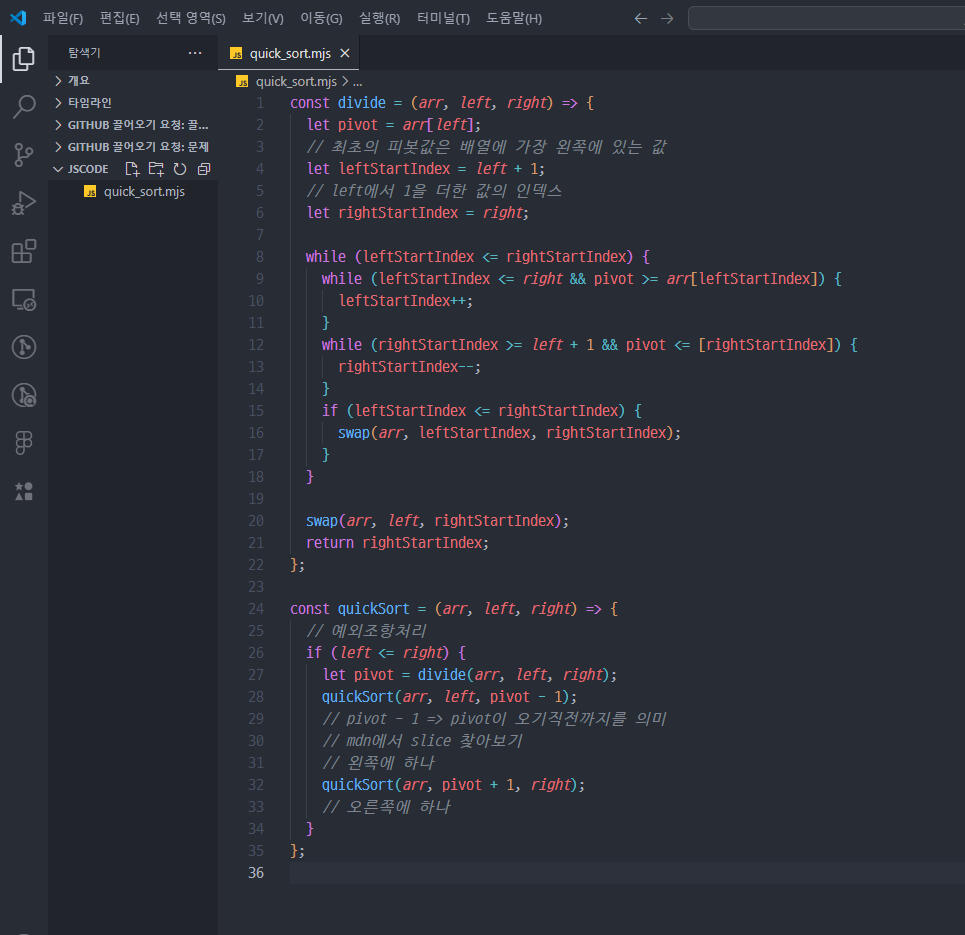 파일(F) 편집(E) 선택 영역(S) 보기(V) 이동(G) 실행(R) 터미널(T) 도움말(H)
탐색기
개요
타임라인
GITHUB 끌어오기 요청: 끌...
GITHUB 끌어오기 요청: 문제
JSCODE
JS quick_sort.mjs
JS quick_sort.mjs
JS quick_sort.mjs > ...
1 const divide = (arr, left, right) => {
2 let pivot = arr[left];
3 // 최초의 피봇값은 배열에 가장 왼쪽에 있는 값
4 let leftStartIndex = left + 1;
5 // left에서 1을 더한 값의 인덱스
6 let rightStartIndex = right;
7
8 while (leftStartIndex <= rightStartIndex) {
9 while (leftStartIndex <= right && pivot >= arr[leftStartIndex]) {
10 leftStartIndex++;
11 }
12 while (rightStartIndex >= left + 1 && pivot <= [rightStartIndex]) {
13 rightStartIndex--;
14 }
15 if (leftStartIndex <= rightStartIndex) {
16 swap(arr, leftStartIndex, rightStartIndex);
17 }
18 }
19
20 swap(arr, left, rightStartIndex);
21 return rightStartIndex;
22 };
23
24 const quickSort = (arr, left, right) => {
25 // 예외조항처리
26 if (left <= right) {
27 let pivot = divide(arr, left, right);
28 quickSort(arr, left, pivot - 1);
29 // pivot - 1 => pivot이 오기직전까지를 의미
30 // mdn에서 slice 찾아보기
31 // 왼쪽에 하나
32 quickSort(arr, pivot + 1, right);
33 // 오른쪽에 하나
34 }
35 };
36